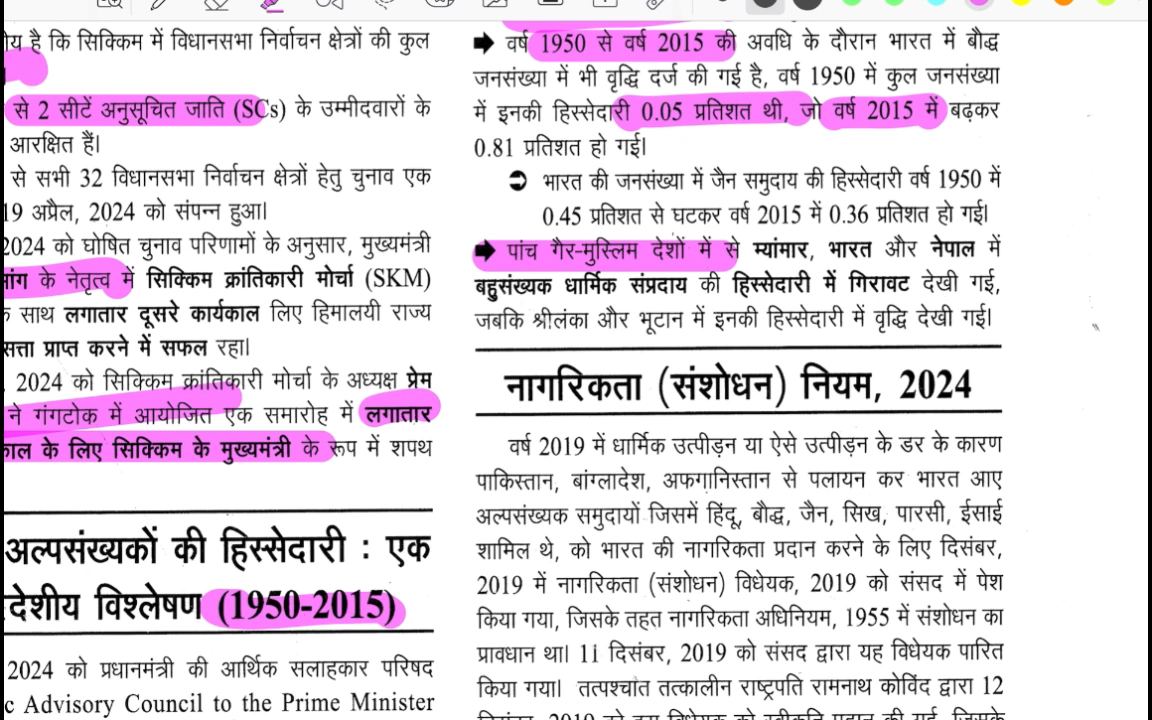 है कि सिक्किम में विधानसभा निर्वाचन क्षेत्रों की कुल
से 2 सीटें अनुसूचित जाति (SCs) के उम्मीदवारों के
आरक्षित हैं।
से सभी 32 विधानसभा निर्वाचन क्षेत्रों हेतु चुनाव एक
19 अप्रैल, 2024 को संपन्न हुआ।
2024 को घोषित चुनाव परिणामों के अनुसार, मुख्यमंत्री
के नेतृत्व में सिक्किम क्रांतिकारी मोर्चा (SKM)
साथ लगातार दूसरे कार्यकाल लिए हिमालयी राज्य
सत्ता प्राप्त करने में सफल रहा।
2024 को सिक्किम क्रांतिकारी मोर्चा के अध्यक्ष प्रेम
ने गंगटोक में आयोजित एक समारोह में लगातार
के लिए सिक्किम के मुख्यमंत्री के रूप में शपथ
अल्पसंख्यकों की हिस्सेदारी : एक
देशीय विश्लेषण (1950-2015)
2024 को प्रधानमंत्री की आर्थिक सलाहकार परिषद
c Advisory Council to the Prime Minister
➡ वर्ष 1950 से वर्ष 2015 की अवधि के दौरान भारत में बौद्ध
जनसंख्या में भी वृद्धि दर्ज की गई है, वर्ष 1950 में कुल जनसंख्या
में इनकी हिस्सेदारी 0.05 प्रतिशत थी, जो वर्ष 2015 में बढ़कर
0.81 प्रतिशत हो गई।
➲ भारत की जनसंख्या में जैन समुदाय की हिस्सेदारी वर्ष 1950 में
0.45 प्रतिशत से घटकर वर्ष 2015 में 0.36 प्रतिशत हो गई।
➡ पांच गैर-मुस्लिम देशों में से म्यांमार, भारत और नेपाल में
बहुसंख्यक धार्मिक संप्रदाय की हिस्सेदारी में गिरावट देखी गई,
जबकि श्रीलंका और भूटान में इनकी हिस्सेदारी में वृद्धि देखी गई।
नागरिकता (संशोधन) नियम, 2024
वर्ष 2019 में धार्मिक उत्पीड़न या ऐसे उत्पीड़न के डर के कारण
पाकिस्तान, बांग्लादेश, अफगानिस्तान से पलायन कर भारत आए
अल्पसंख्यक समुदायों जिसमें हिंदू, बौद्ध, जैन, सिख, पारसी, ईसाई
शामिल थे, को भारत की नागरिकता प्रदान करने के लिए दिसंबर,
2019 में नागरिकता (संशोधन) विधेयक, 2019 को संसद में पेश
किया गया, जिसके तहत नागरिकता अधिनियम, 1955 में संशोधन का
प्रावधान था। 11 दिसंबर, 2019 को संसद द्वारा यह विधेयक पारित
किया गया। तत्पश्चात तत्कालीन राष्ट्रपति रामनाथ कोविंद द्वारा 12